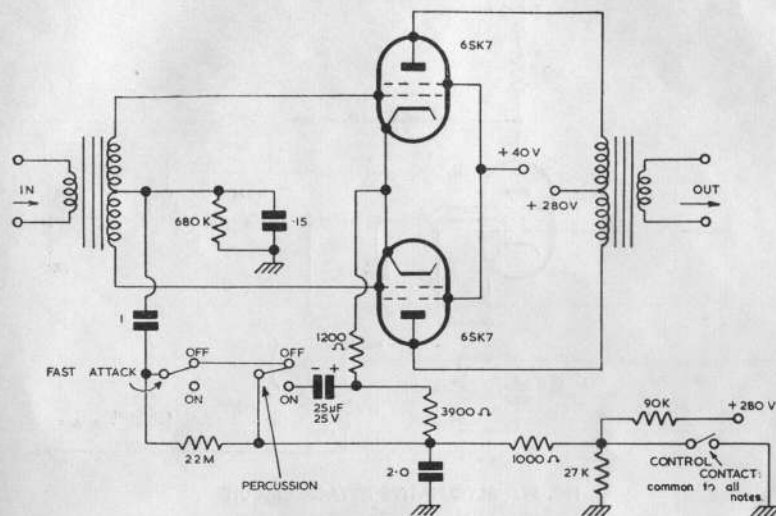 6SK7
+40V
+280V
IN
OUT
680K
·15
6SK7
1
1200
Ω
OFF
OFF
FAST ATTACK
ON
ON
- +
25µF
25V
3900 Ω
90K
+280 V
22M
1000 Ω
CONTROL
CONTACT:
common to all
notes
27K
2·0
PERCUSSION